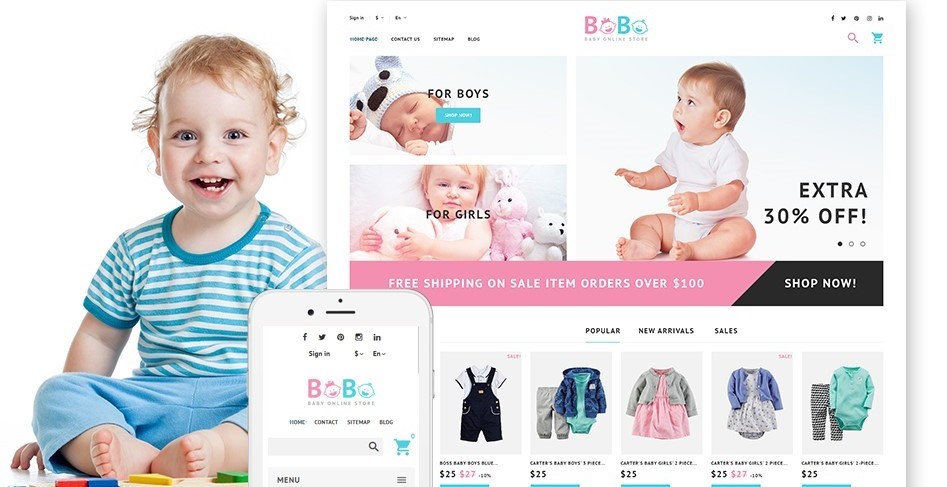 Sign in $ En
BOBO
BABY ONLINE STORE
HOME PAGE CONTACT US SITEMAP BLOG
FOR BOYS
SHOP NOW!
FOR GIRLS
EXTRA
30% OFF!
FREE SHIPPING ON SALE ITEM ORDERS OVER $100
SHOP NOW!
POPULAR NEW ARRIVALS SALES
SALE!
SALE!
BOSS BABY BOYS BLUE...
$25 $27 -10%
CARTER'S BABY BOYS' 3 PIECE...
$25
CARTER'S BABY GIRLS' 2 PIECE...
$25
CARTER'S BABY GIRLS' 2 PIECE...
$25 $27 -10%
CARTER'S BABY GIRLS' 2 PIECE...
$25
Sign in $ En
BOBO
BABY ONLINE STORE
HOME CONTACT SITEMAP BLOG
0
MENU